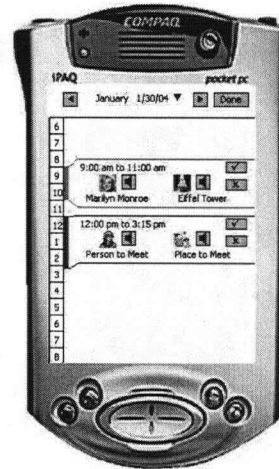 COMPAQ
iPAQ pocket pc
January 1/30/04 Done
6
7
8
9:00 am to 11:00 am
9 X
10 Marilyn Monroe Eiffel Tower
11
12 12:00 pm to 3:15 pm
1 X
2 Person to Meet Place to Meet
3
4
5
6
7
8